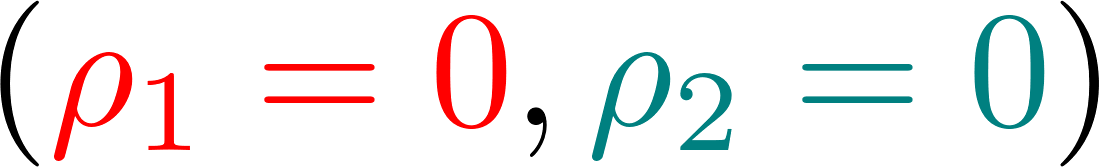 (ρ₁ = 0, ρ₂ = 0)